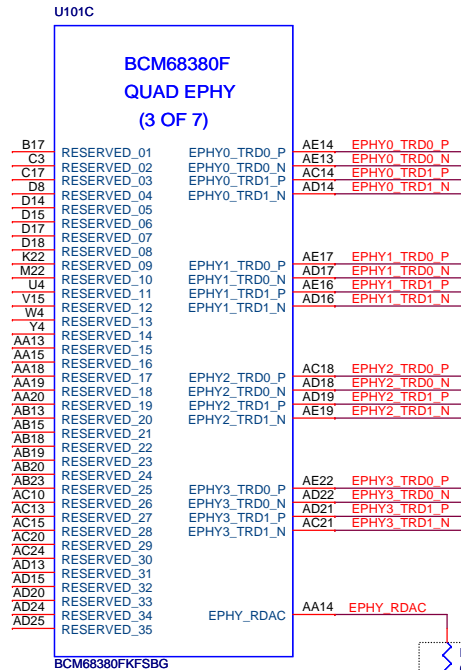 U101C
BCM68380F
QUAD EPHY
(3 OF 7)
B17 RESERVED_01 EPHY0_TRD0_P AE14 EPHY0_TRD0_P
C3 RESERVED_02 EPHY0_TRD0_N AE13 EPHY0_TRD0_N
C17 RESERVED_03 EPHY0_TRD1_P AC14 EPHY0_TRD1_P
D8 RESERVED_04 EPHY0_TRD1_N AD14 EPHY0_TRD1_N
D14 RESERVED_05
D15 RESERVED_06
D17 RESERVED_07
D18 RESERVED_08
K22 RESERVED_09 EPHY1_TRD0_P AE17 EPHY1_TRD0_P
M22 RESERVED_10 EPHY1_TRD0_N AD17 EPHY1_TRD0_N
U4 RESERVED_11 EPHY1_TRD1_P AE16 EPHY1_TRD1_P
V15 RESERVED_12 EPHY1_TRD1_N AD16 EPHY1_TRD1_N
W4 RESERVED_13
Y4 RESERVED_14
AA13 RESERVED_15
AA15 RESERVED_16
AA18 RESERVED_17 EPHY2_TRD0_P AC18 EPHY2_TRD0_P
AA19 RESERVED_18 EPHY2_TRD0_N AD18 EPHY2_TRD0_N
AA20 RESERVED_19 EPHY2_TRD1_P AD19 EPHY2_TRD1_P
AB13 RESERVED_20 EPHY2_TRD1_N AE19 EPHY2_TRD1_N
AB15 RESERVED_21
AB18 RESERVED_22
AB19 RESERVED_23
AB20 RESERVED_24
AB23 RESERVED_25 EPHY3_TRD0_P AE22 EPHY3_TRD0_P
AC10 RESERVED_26 EPHY3_TRD0_N AD22 EPHY3_TRD0_N
AC13 RESERVED_27 EPHY3_TRD1_P AD21 EPHY3_TRD1_P
AC15 RESERVED_28 EPHY3_TRD1_N AC21 EPHY3_TRD1_N
AC20 RESERVED_29
AC24 RESERVED_30
AD13 RESERVED_31
AD15 RESERVED_32
AD20 RESERVED_33
AD24 RESERVED_34 EPHY_RDAC AA14 EPHY_RDAC
AD25 RESERVED_35
BCM68380FKFSBG